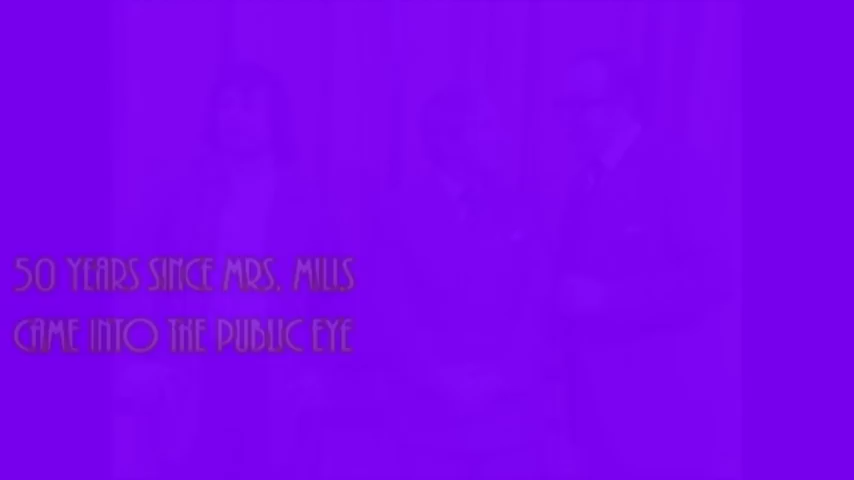 50 YEARS SINCE MRS. MILLS
CAME INTO THE PUBLIC EYE